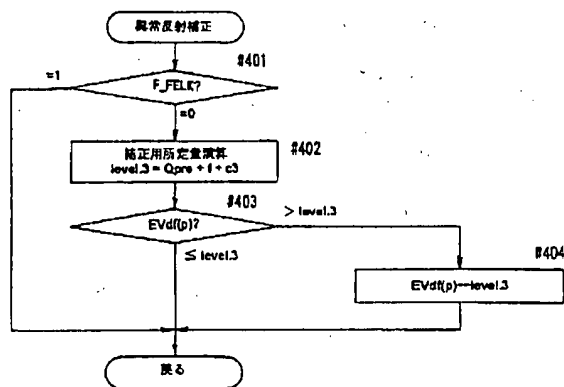 異常反射補正
#401
F_FELK?
=1
=0
#402
補正用所定量演算
level.3 = Qpre + f + c3
#403
EVdf(p)?
> level.3
≤ level.3
#404
EVdf(p)←level.3
戻る